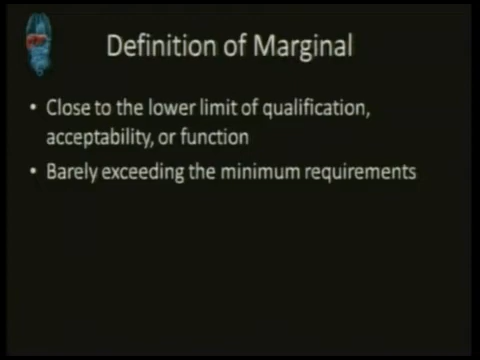 Definition of Marginal
• Close to the lower limit of qualification,
acceptability, or function
• Barely exceeding the minimum requirements